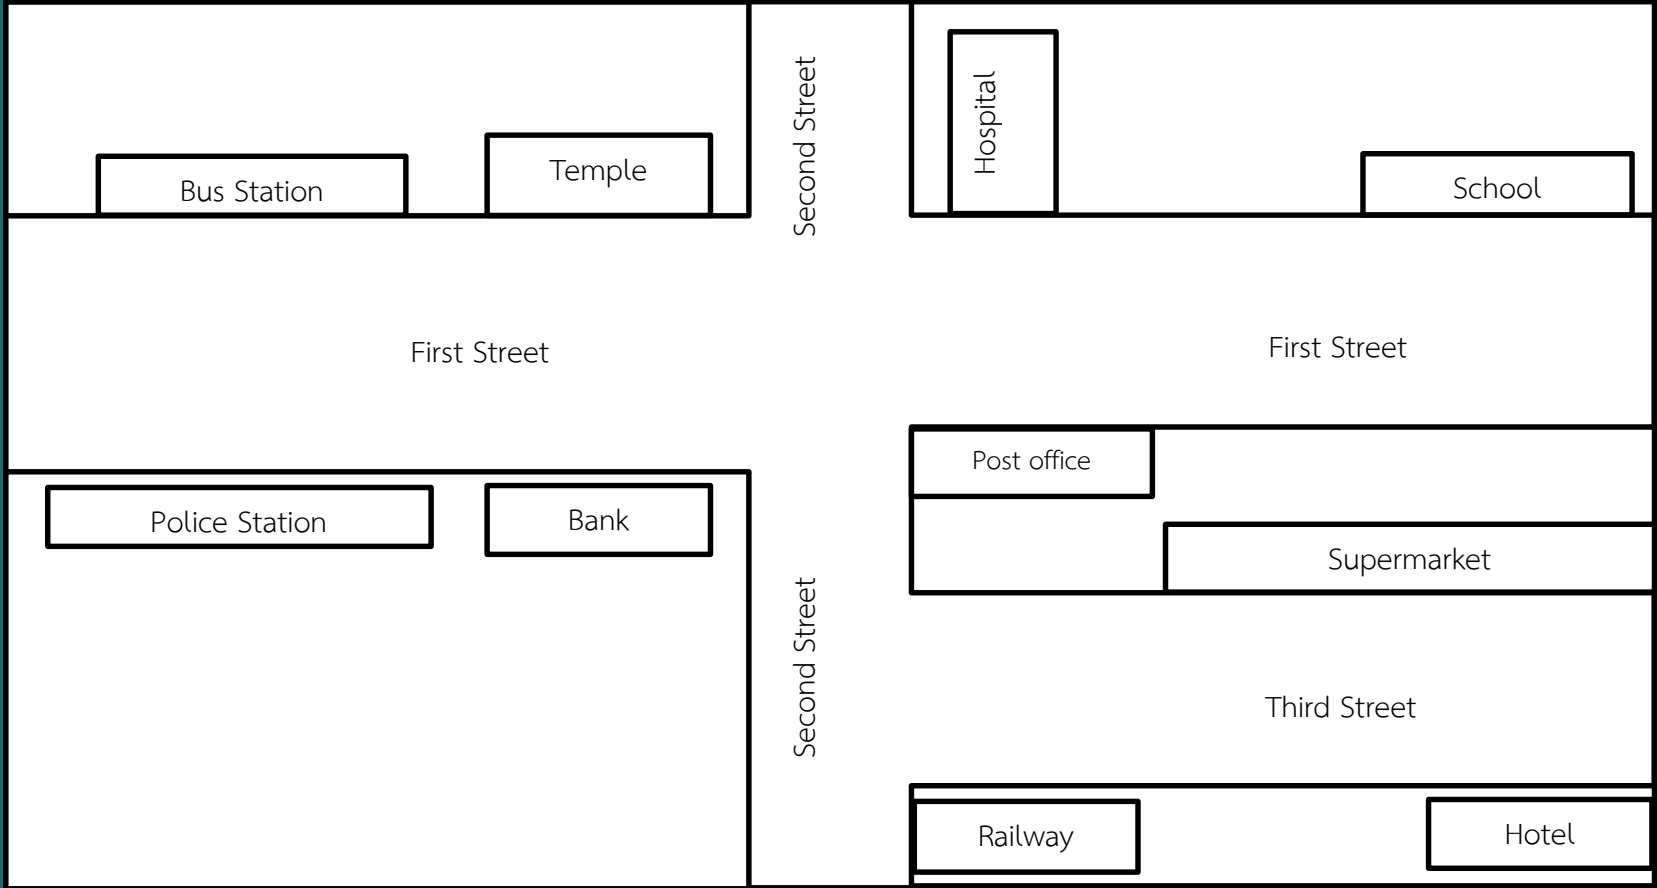 Second Street
Hospital
Bus Station
Temple
School
First Street
First Street
Post office
Police Station
Bank
Supermarket
Second Street
Third Street
Railway
Hotel